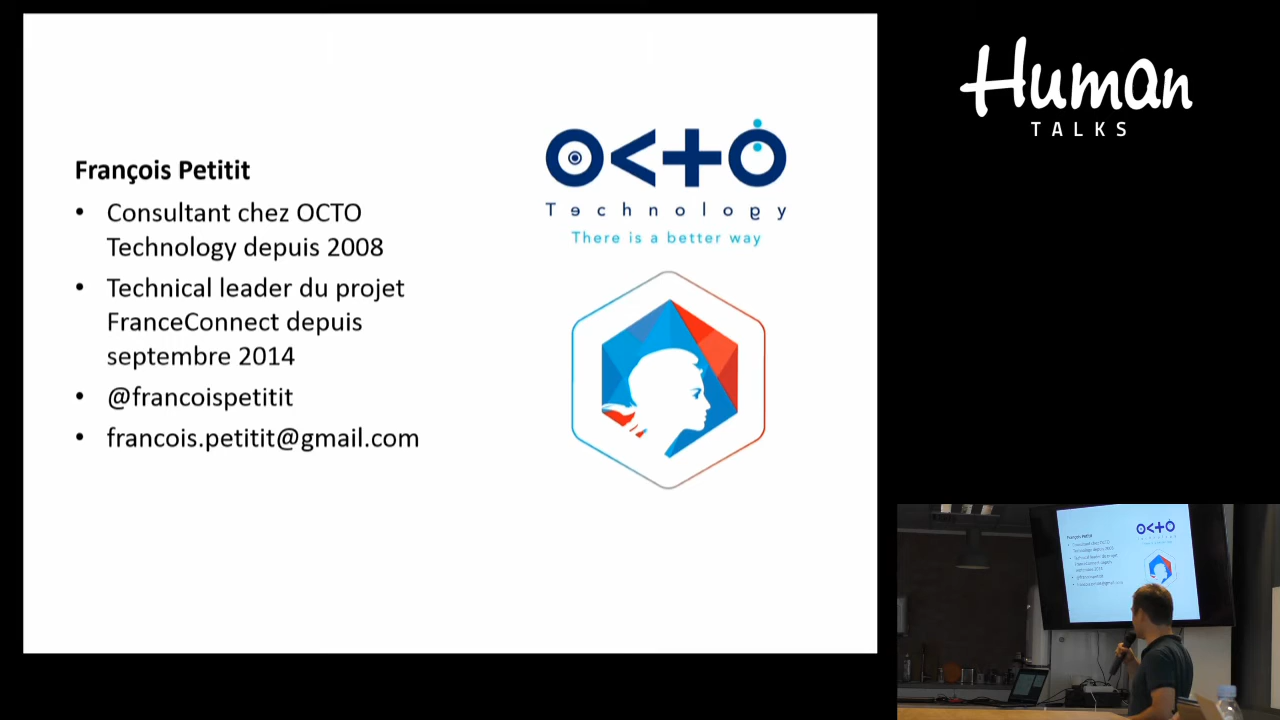 Human
TALKS
François Petitit
• Consultant chez OCTO
Technology depuis 2008
• Technical leader du projet
FranceConnect depuis
septembre 2014
• @francoispetitit
• francois.petitit@gmail.com
OCTO
Technology
There is a better way